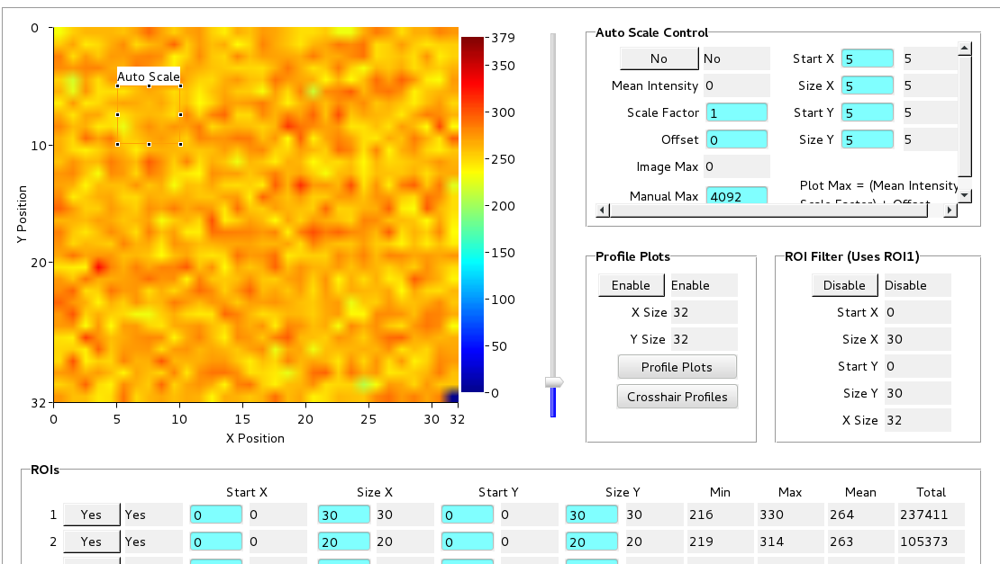 0
10
20
32
Y Position
Auto Scale
0 5 10 15 20 25 30 32
X Position
379
350
300
250
200
150
100
50
0
Auto Scale Control
No No
Mean Intensity 0
Scale Factor 1
Offset 0
Image Max 0
Manual Max 4092
Start X 5 5
Size X 5 5
Start Y 5 5
Size Y 5 5
Plot Max = (Mean Intensity
Scale Factor) + Offset
Profile Plots
Enable Enable
X Size 32
Y Size 32
Profile Plots
Crosshair Profiles
ROI Filter (Uses ROI1)
Disable Disable
Start X 0
Size X 30
Start Y 0
Size Y 30
X Size 32
ROIs
Start X Size X Start Y Size Y Min Max Mean Total
1 Yes Yes 0 0 30 30 0 0 30 30 216 330 264 237411
2 Yes Yes 0 0 20 20 0 0 20 20 219 314 263 105373